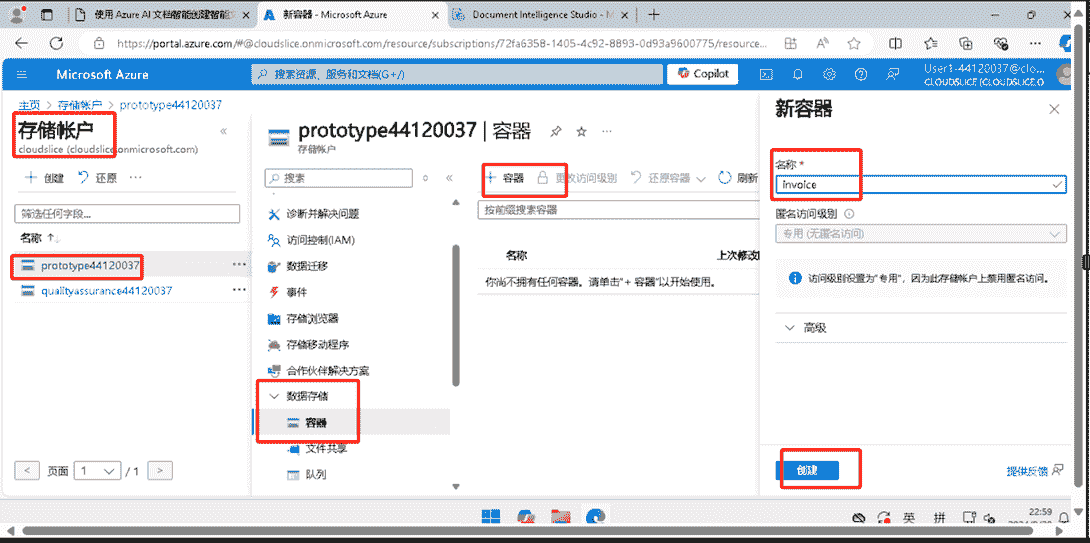 使用 Azure AI 文档智能创建智能
新容器 - Microsoft Azure
Document Intelligence Studio - M
https://portal.azure.com/#@cloudslice.onmicrosoft.com/resource/subscriptions/72fa6358-1405-4c92-8893-0d93a9600775/resource...
Microsoft Azure
搜索资源、服务和文档(G+/)
Copilot
User1-44120037@clo...
CLOUDSLICE (CLOUDSLICE.O
主页 > 存储帐户 > prototype44120037
存储帐户
cloudslice (cloudslice.onmicrosoft.com)
+ 创建
还原
...
筛选任何字段...
名称 ↑↓
prototype44120037
...
qualityassurance44120037
...
< 页面 1 / 1 >
prototype44120037 | 容器
存储帐户
搜索
诊断并解决问题
访问控制(IAM)
数据迁移
事件
存储浏览器
存储移动程序
合作伙伴解决方案
数据存储
容器
文件共享
队列
+ 容器
更改访问级别
还原容器
刷新
按前缀搜索容器
名称
上次修改
你尚不拥有任何容器。请单击"+ 容器"以开始使用。
新容器
名称 *
invoice
匿名访问级别
专用 (无匿名访问)
访问级别设置为"专用"，因为此存储帐户上禁用匿名访问。
高级
创建
提供反馈
英
拼
22:59